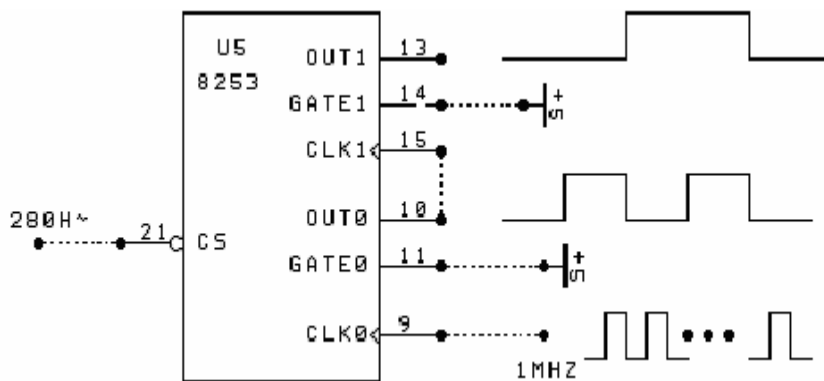 U5
8253
OUT1 13
GATE1 14 +5
CLK1 15
OUT0 10
280H~ 21 CS
GATE0 11 +5
CLK0 9
1MHZ